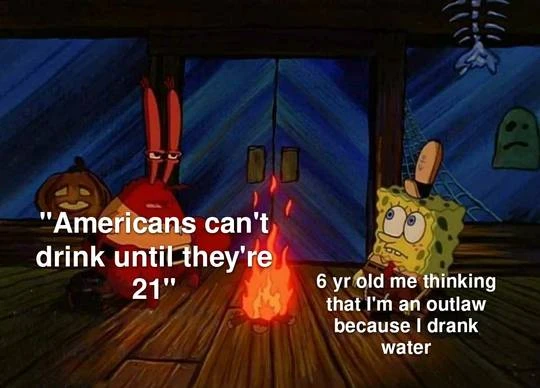 "Americans can't
drink until they're
21"
6 yr old me thinking
that I'm an outlaw
because I drank
water